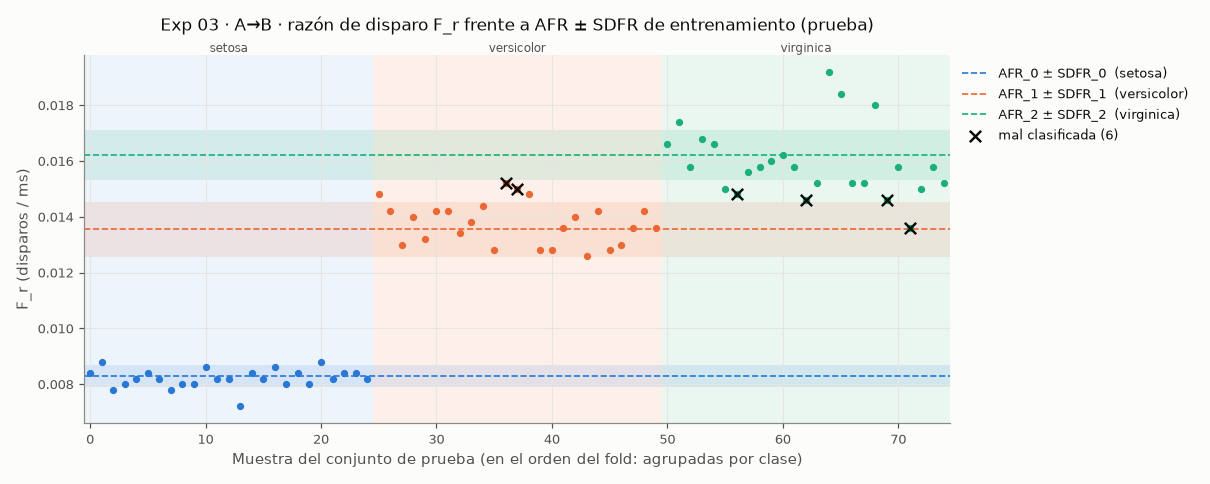 Exp 03 · A→B · razón de disparo F_r frente a AFR ± SDFR de entrenamiento (prueba)
setosa versicolor virginica
AFR_0 ± SDFR_0 (setosa)
AFR_1 ± SDFR_1 (versicolor)
AFR_2 ± SDFR_2 (virginica)
mal clasificada (6)
F_r (disparos / ms)
0.018
0.016
0.014
0.012
0.010
0.008
0 10 20 30 40 50 60 70
Muestra del conjunto de prueba (en el orden del fold: agrupadas por clase)